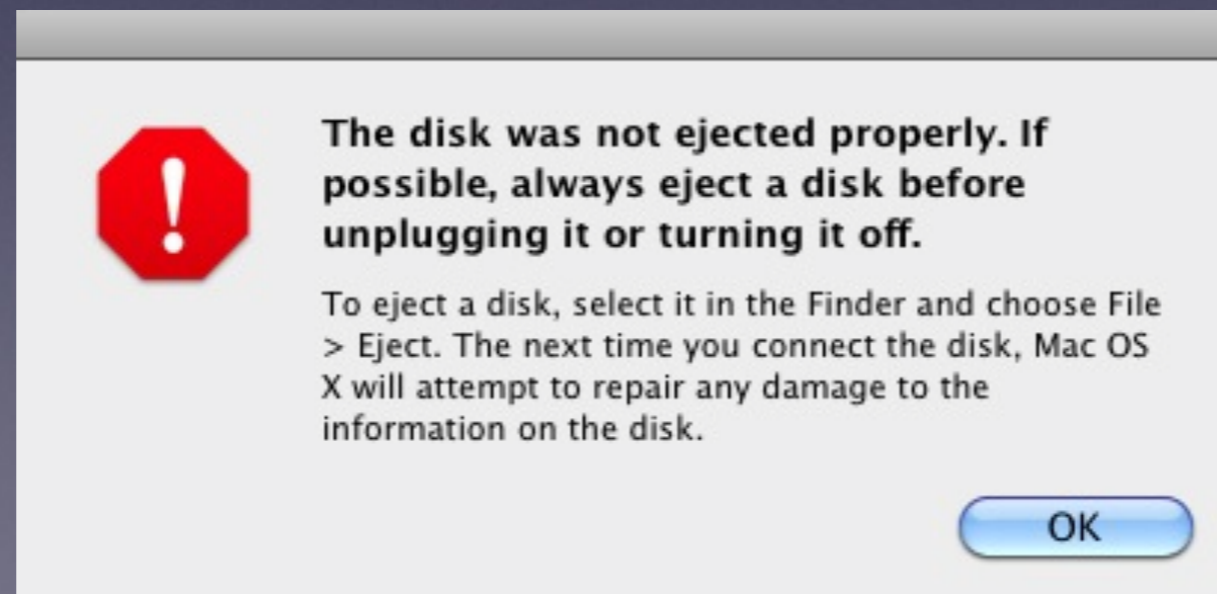 The disk was not ejected properly. If
possible, always eject a disk before
unplugging it or turning it off.
To eject a disk, select it in the Finder and choose File
> Eject. The next time you connect the disk, Mac OS
X will attempt to repair any damage to the
information on the disk.
OK